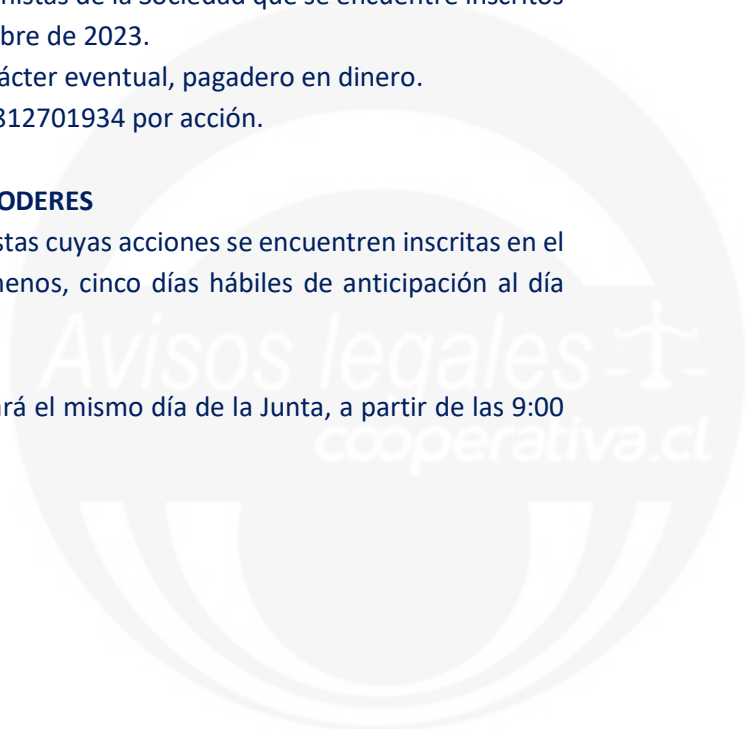 nistas de la Sociedad que se encuentre inscritos
bre de 2023.
ácter eventual, pagadero en dinero.
812701934 por acción.
ODERES
stas cuyas acciones se encuentren inscritas en el
nenos, cinco días hábiles de anticipación al día
Avisos legales
ará el mismo día de la Junta, a partir de las 9:00
cooperativa.cl